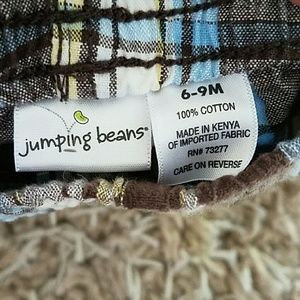 jumping beans®
6-9M
100% COTTON
MADE IN KENYA
OF IMPORTED FABRIC
RN# 73277
CARE ON REVERSE